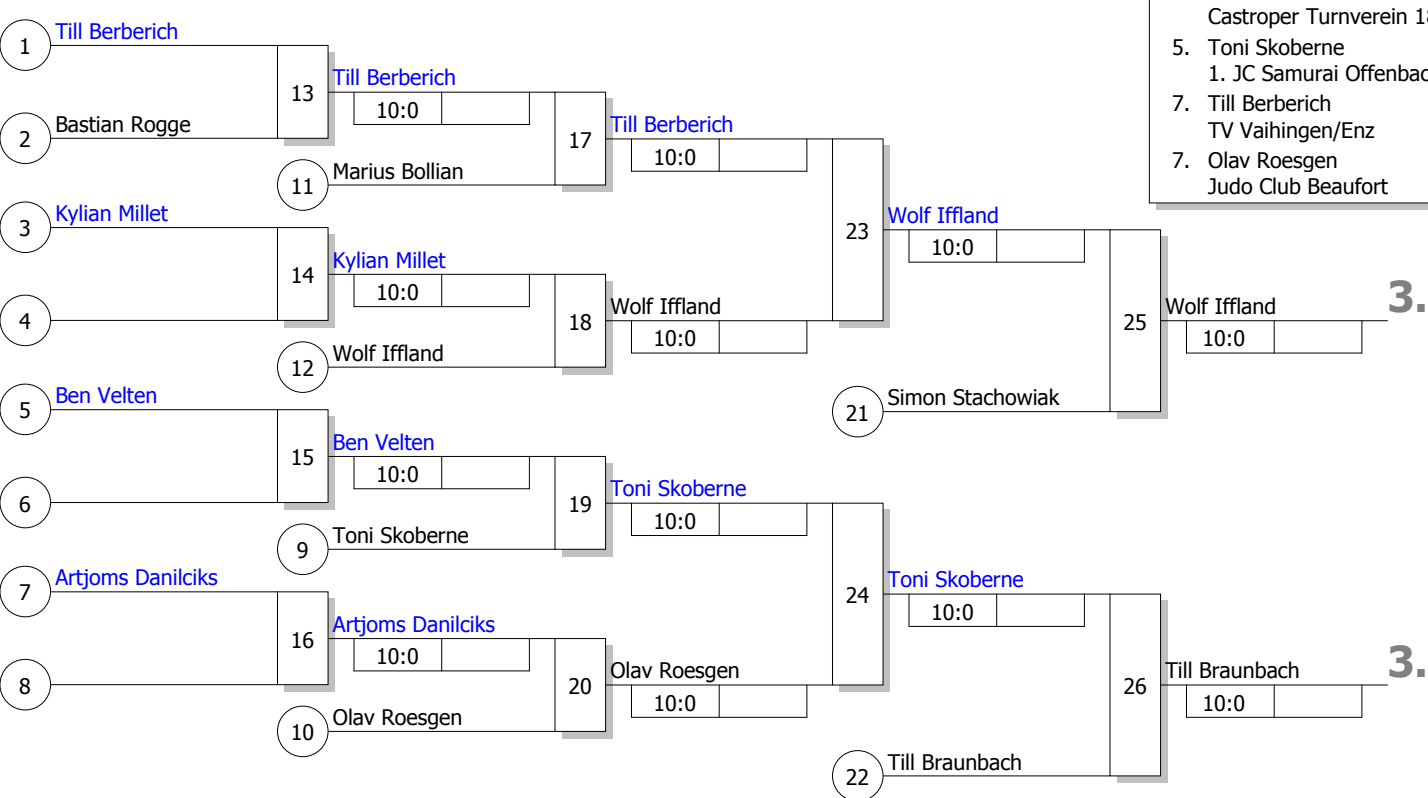 Castroper Turnverein
5. Toni Skoberne
1. JC Samurai
7. Till Berberich
TV Vaihingen/Enz
7. Olav Roesgen
Judo Club Beaufort
1 Till Berberich
2 Bastian Rogge
13 Till Berberich
10:0
11 Marius Bollian
17 Till Berberich
10:0
3 Kylian Millet
4
14 Kylian Millet
10:0
12 Wolf Iffland
18 Wolf Iffland
10:0
23 Wolf Iffland
10:0
21 Simon Stachowiak
25 Wolf Iffland
10:0
3.
5 Ben Velten
6
15 Ben Velten
10:0
9 Toni Skoberne
19 Toni Skoberne
10:0
7 Artjoms Danilciks
8
16 Artjoms Danilciks
10:0
10 Olav Roesgen
20 Olav Roesgen
10:0
24 Toni Skoberne
10:0
22 Till Braunbach
26 Till Braunbach
10:0
3.